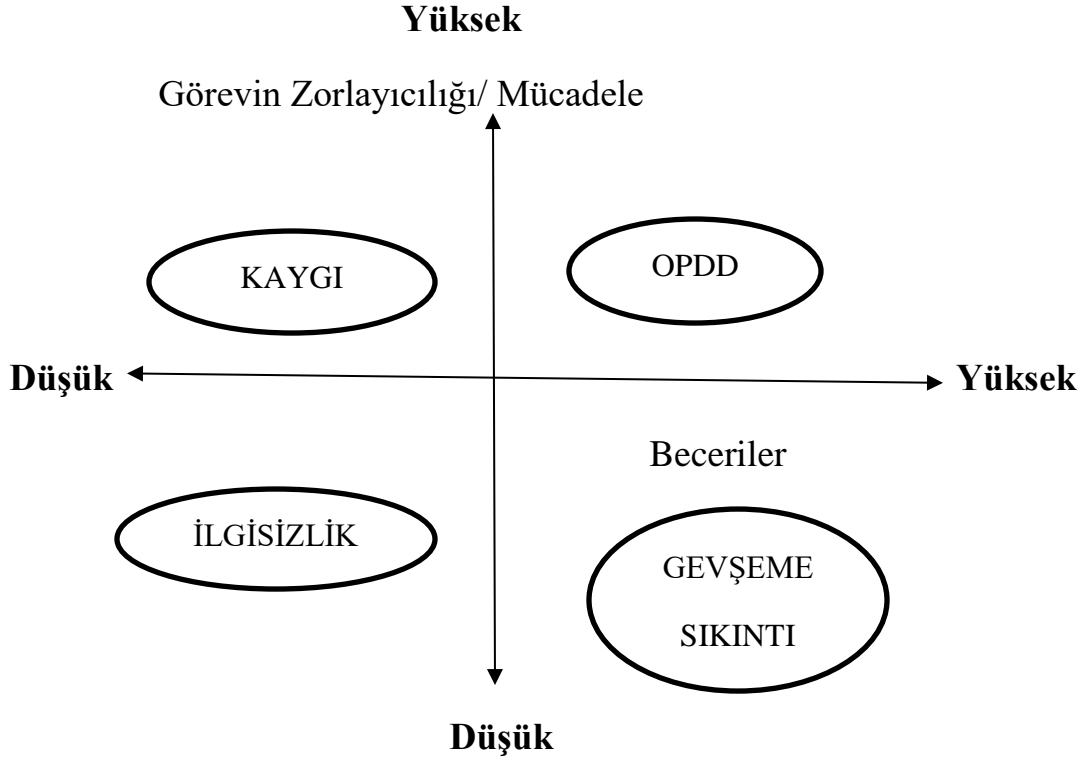 Yüksek
Görevin Zorlayıcılığı/ Mücadele
KAYGI
OPDD
Düşük
Yüksek
Beceriler
İLGİSİZLİK
GEVŞEME
SIKINTI
Düşük